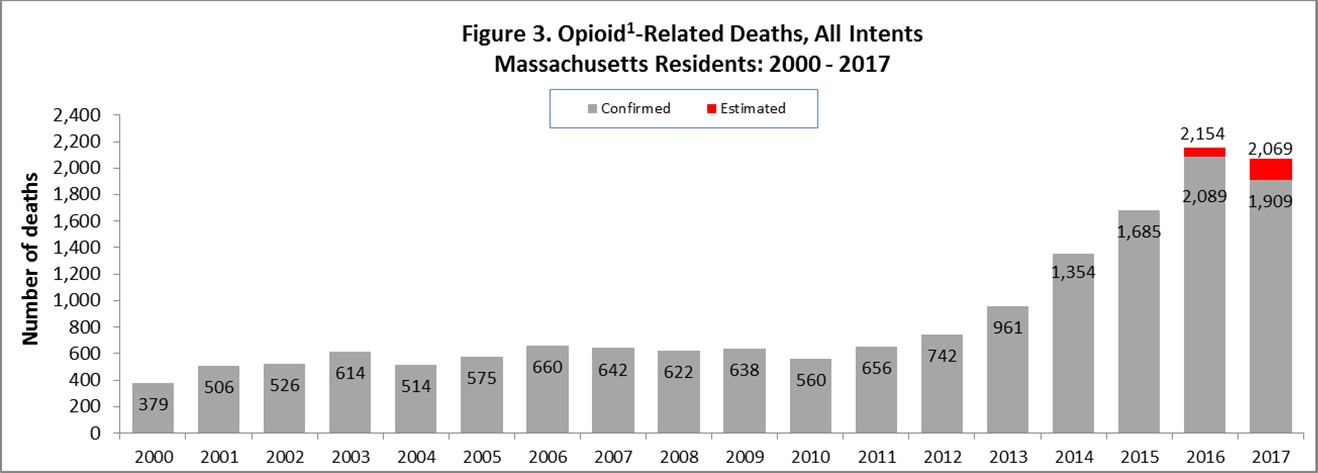 Figure 3. Opioid¹-Related Deaths, All Intents
Massachusetts Residents: 2000 - 2017
Confirmed Estimated
Number of deaths
2,400
2,200
2,000
1,800
1,600
1,400
1,200
1,000
800
600
400
200
0
379 506 526 614 514 575 660 642 622 638 560 656 742 961 1,354 1,685 2,089 2,154 1,909 2,069
2000 2001 2002 2003 2004 2005 2006 2007 2008 2009 2010 2011 2012 2013 2014 2015 2016 2017